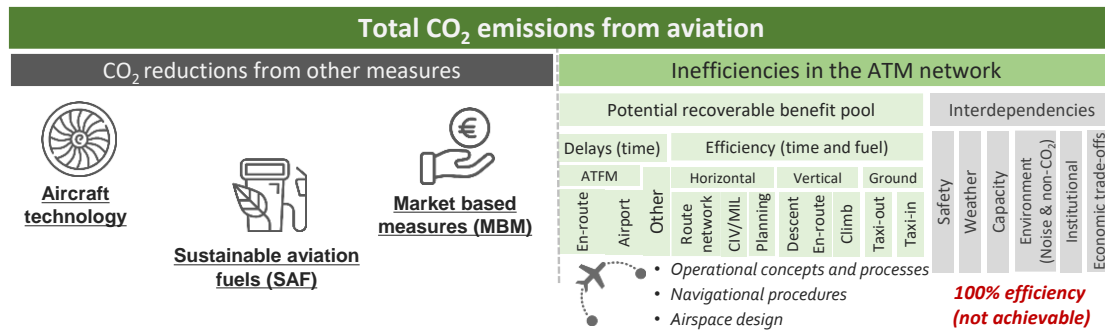 Total CO₂ emissions from aviation
CO₂ reductions from other measures
Aircraft
technology
Sustainable aviation
fuels (SAF)
€
Market based
measures (MBM)
Inefficiencies in the ATM network
Potential recoverable benefit pool
Interdependencies
Delays (time)
Efficiency (time and fuel)
ATFM
Horizontal
Vertical
Ground
En-route
Airport
Other
Route
network
CIV/MIL
Planning
Descent
En-route
Climb
Taxi-out
Taxi-in
Safety
Weather
Capacity
Environment
(Noise & non-CO₂)
Institutional
Economic trade-offs
• Operational concepts and processes
• Navigational procedures
• Airspace design
100% efficiency
(not achievable)